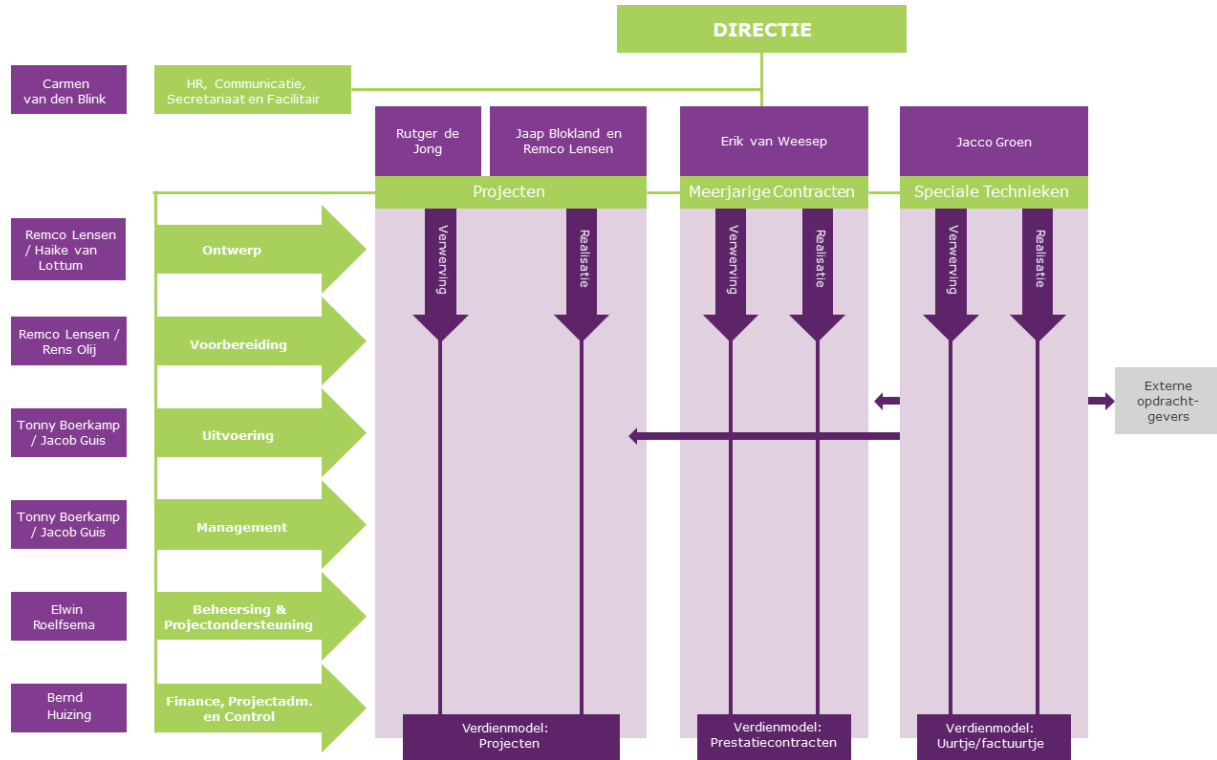 DIRECTIE
Carmen
van den Blink
HR, Communicatie,
Secretariaat en Facilitair
Rutger de
Jong
Jaap Blokland en
Remco Lensen
Erik van Weesep
Jacco Groen
Projecten
Meerjarige Contracten
Speciale Technieken
Verwerving
Realisatie
Verwerving
Realisatie
Verwerving
Realisatie
Remco Lensen
/ Haike van
Lottum
Ontwerp
Remco Lensen /
Rens Olij
Voorbereiding
Externe
opdracht-
gevers
Tonny Boerkamp
/ Jacob Guis
Uitvoering
Tonny Boerkamp
/ Jacob Guis
Management
Elwin
Roelfsema
Beheersing &
Projectondersteuning
Bernd
Huizing
Finance, Projectadm.
en Control
Verdienmodel:
Projecten
Verdienmodel:
Prestatiecontracten
Verdienmodel:
Uurtje/factuurtje